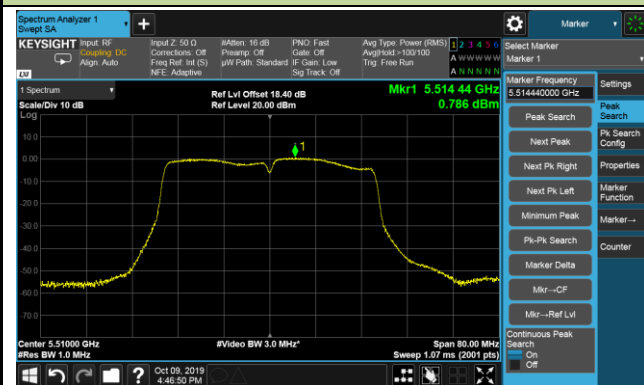 Spectrum Analyzer 1
Swept SA
+
Marker
KEYSIGHT
Input: RF
Coupling: DC
Align: Auto
Input Z: 50 Ω
Corrections: Off
Freq Ref: Int (S)
NFE: Adaptive
#Atten: 16 dB
Preamp: Off
µW Path: Standard
PNO: Fast
Gate: Off
IF Gain: Low
Sig Track: Off
Avg Type: Power (RMS)
Avg|Hold:>100/100
Trig: Free Run
1 2 3 4 5 6
A W W W W W
A N N N N N
LXI
Select Marker
Marker 1
1 Spectrum
Scale/Div 10 dB
Log
Ref Lvl Offset 18.40 dB
Ref Level 20.00 dBm
Mkr1 5.514 44 GHz
0.786 dBm
10.0
0.00
-10.0
-20.0
-30.0
-40.0
-50.0
-60.0
-70.0
1
Center 5.51000 GHz
#Res BW 1.0 MHz
#Video BW 3.0 MHz*
Span 80.00 MHz
Sweep 1.07 ms (2001 pts)
Marker Frequency
5.514440000 GHz
Peak Search
Next Peak
Next Pk Right
Next Pk Left
Minimum Peak
Pk-Pk Search
Marker Delta
Mkr→CF
Mkr→Ref Lvl
Continuous Peak
Search
On
Off
Settings
Peak
Search
Pk Search
Config
Properties
Marker
Function
Marker→
Counter
?
Oct 09, 2019
4:46:50 PM